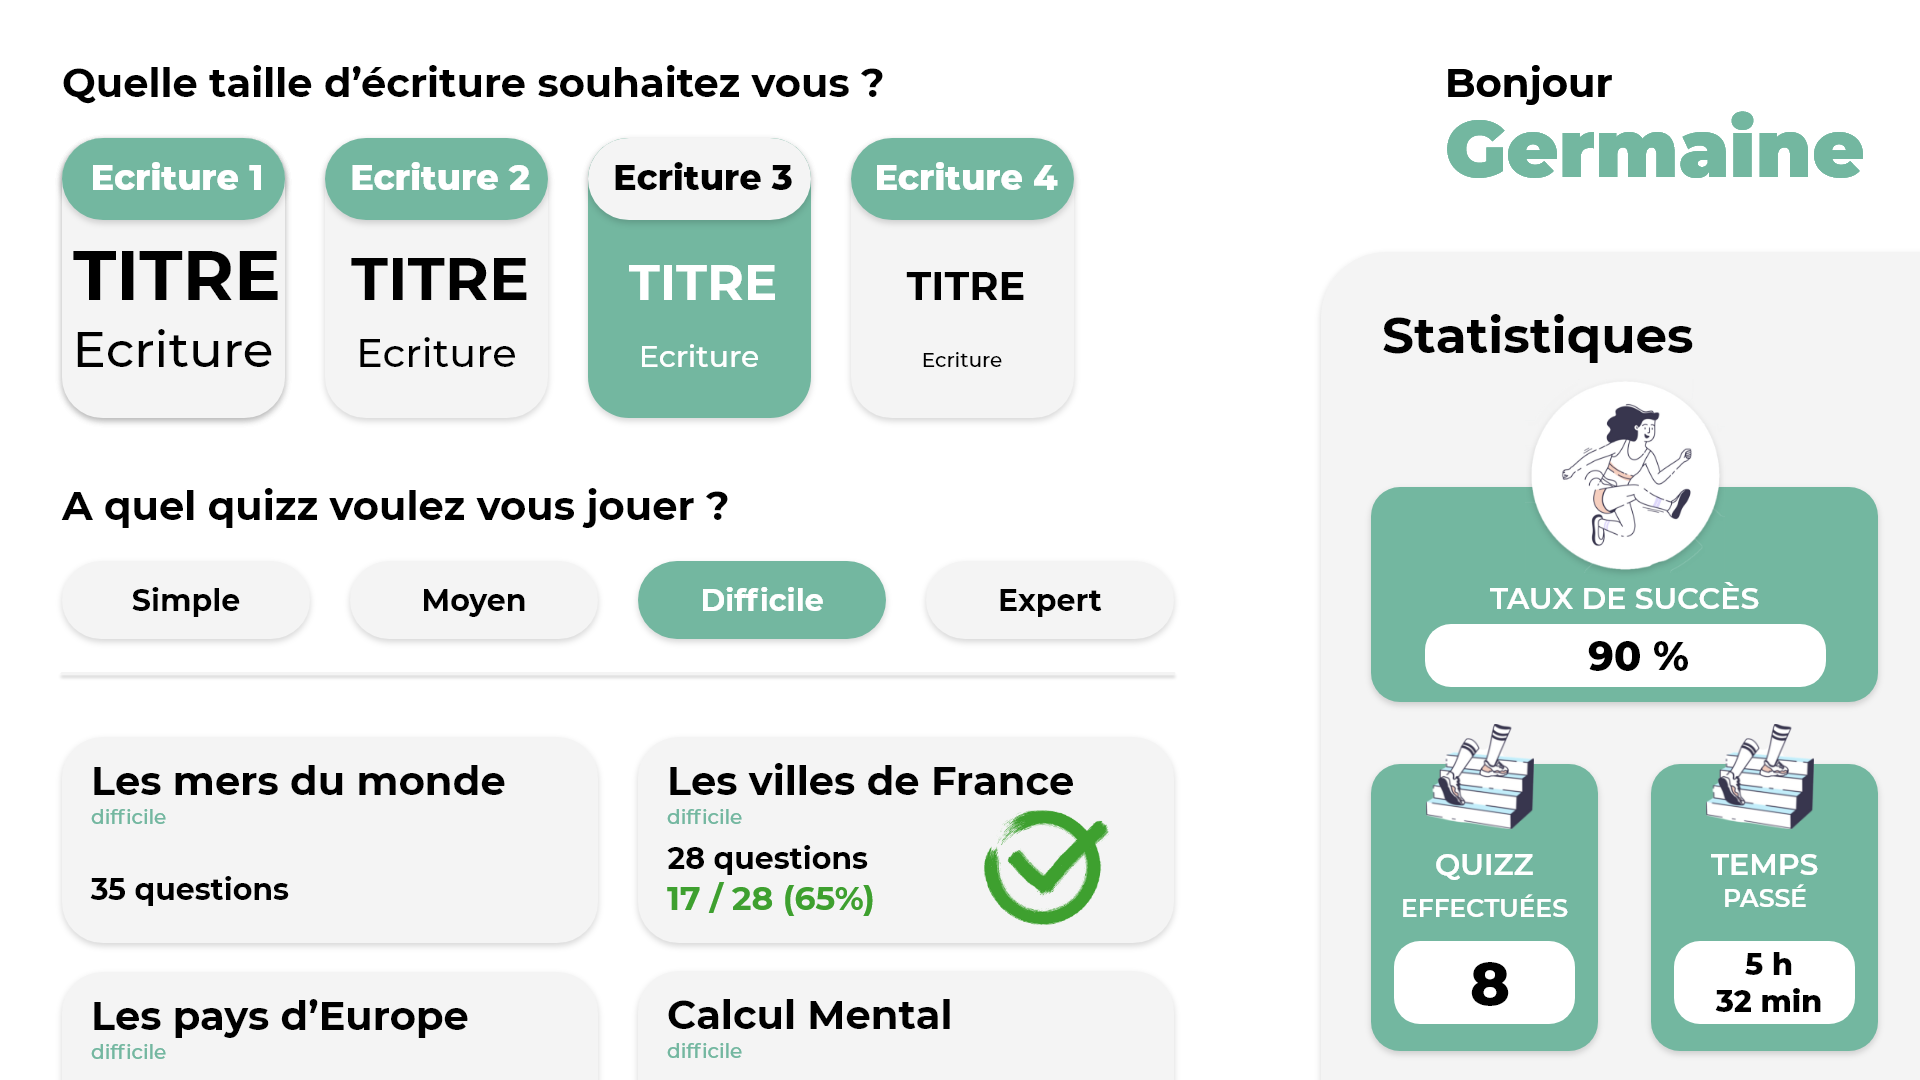 Quelle taille d’écriture souhaitez vous ?
Ecriture 1
TITRE
Ecriture
Ecriture 2
TITRE
Ecriture
Ecriture 3
TITRE
Ecriture
Ecriture 4
TITRE
Ecriture
A quel quizz voulez vous jouer ?
Simple
Moyen
Difficile
Expert
Les mers du monde
difficile
35 questions
Les villes de France
difficile
28 questions
17 / 28 (65%)
Les pays d’Europe
difficile
Calcul Mental
difficile
Bonjour
Germaine
Statistiques
TAUX DE SUCCÈS
90 %
QUIZZ
EFFECTUÉES
8
TEMPS
PASSÉ
5 h
32 min